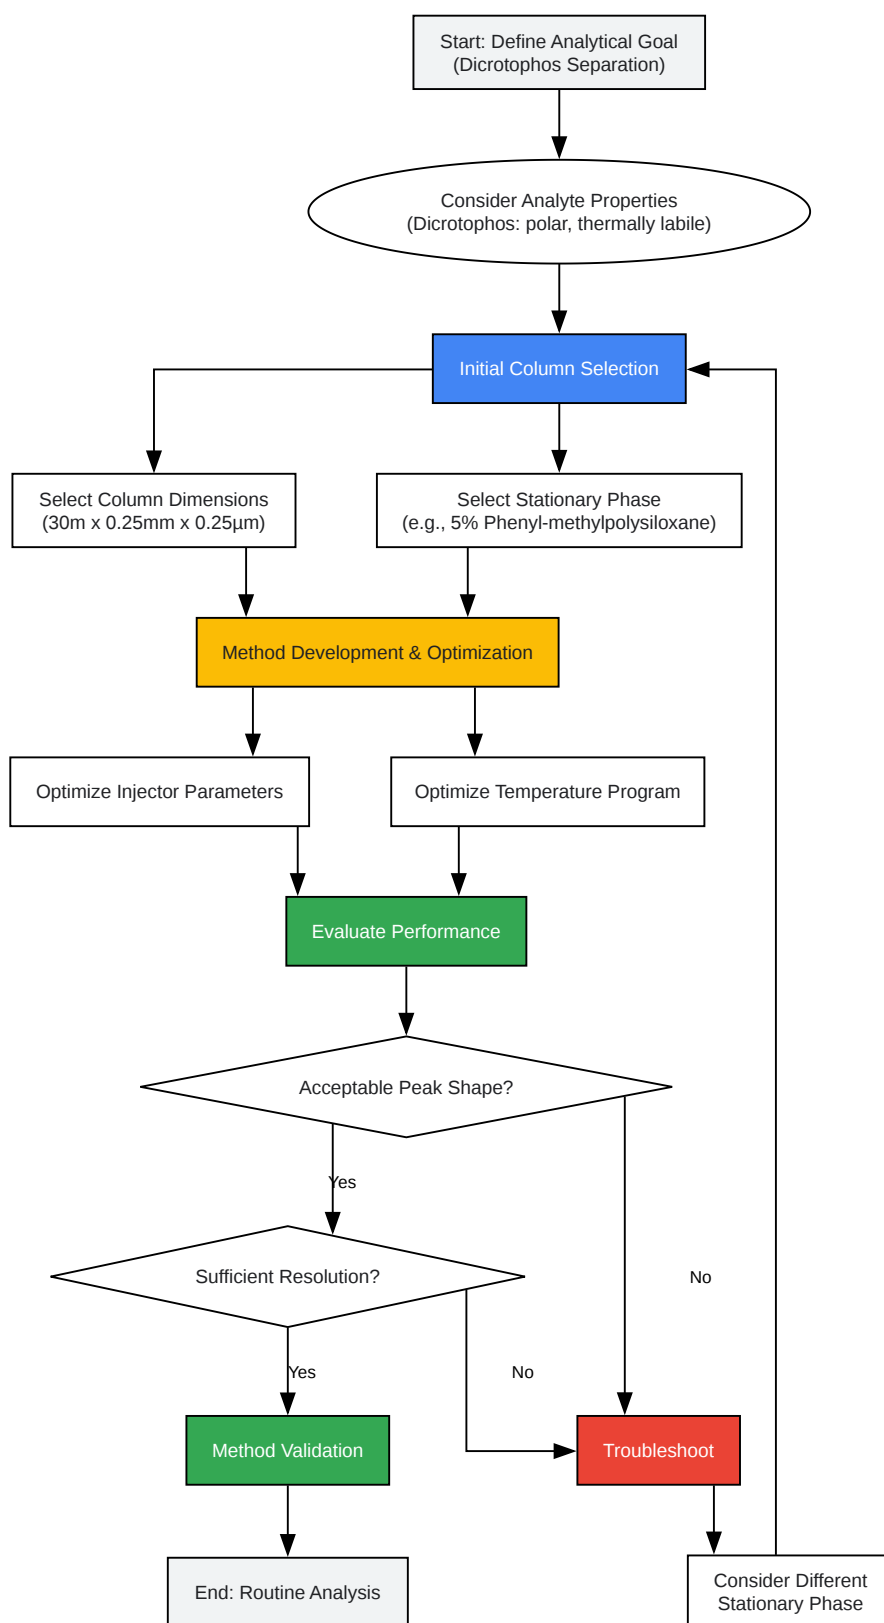 Start: Define Analytical Goal
(Dicrotophos Separation)
Consider Analyte Properties
(Dicrotophos: polar, thermally labile)
Initial Column Selection
Select Column Dimensions
(30m x 0.25mm x 0.25µm)
Select Stationary Phase
(e.g., 5% Phenyl-methylpolysiloxane)
Method Development & Optimization
Optimize Injector Parameters
Optimize Temperature Program
Evaluate Performance
Acceptable Peak Shape?
Yes
Sufficient Resolution?
No
Yes
No
Method Validation
Troubleshoot
End: Routine Analysis
Consider Different
Stationary Phase